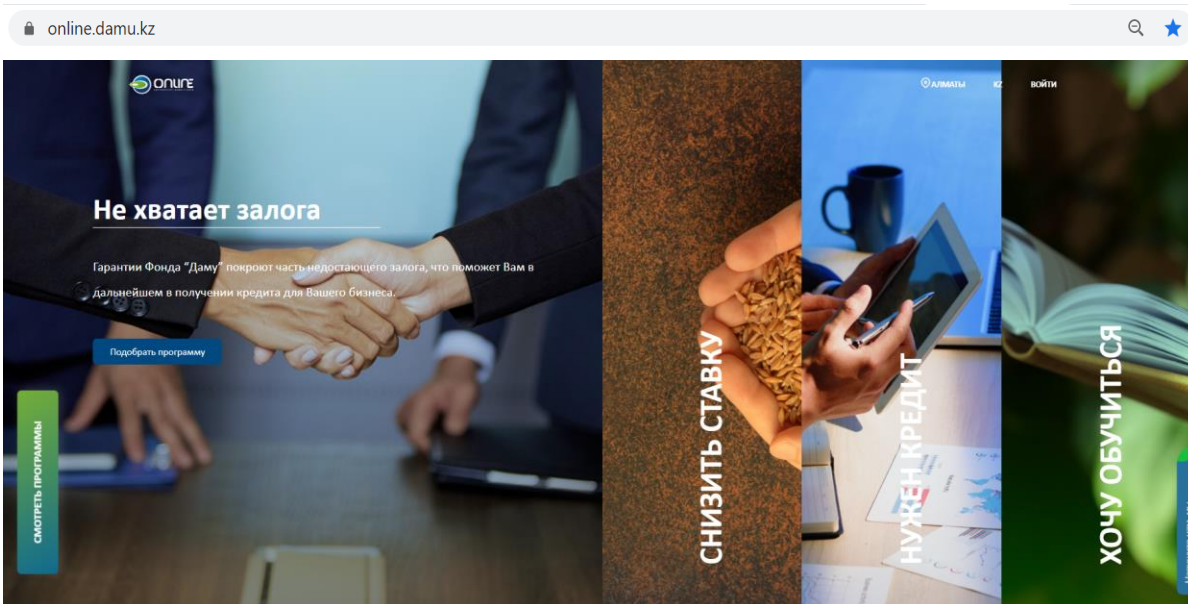 online.damu.kz
ONLINE
АЛМАТЫ
KZ
ВОЙТИ
Не хватает залога
Гарантии Фонда "Даму" покроют часть недостающего залога, что поможет Вам в
дальнейшем в получении кредита для Вашего бизнеса.
Подобрать программу
СМОТРЕТЬ ПРОГРАММЫ
СНИЗИТЬ СТАВКУ
НУЖЕН КРЕДИТ
ХОЧУ ОБУЧИТЬСЯ